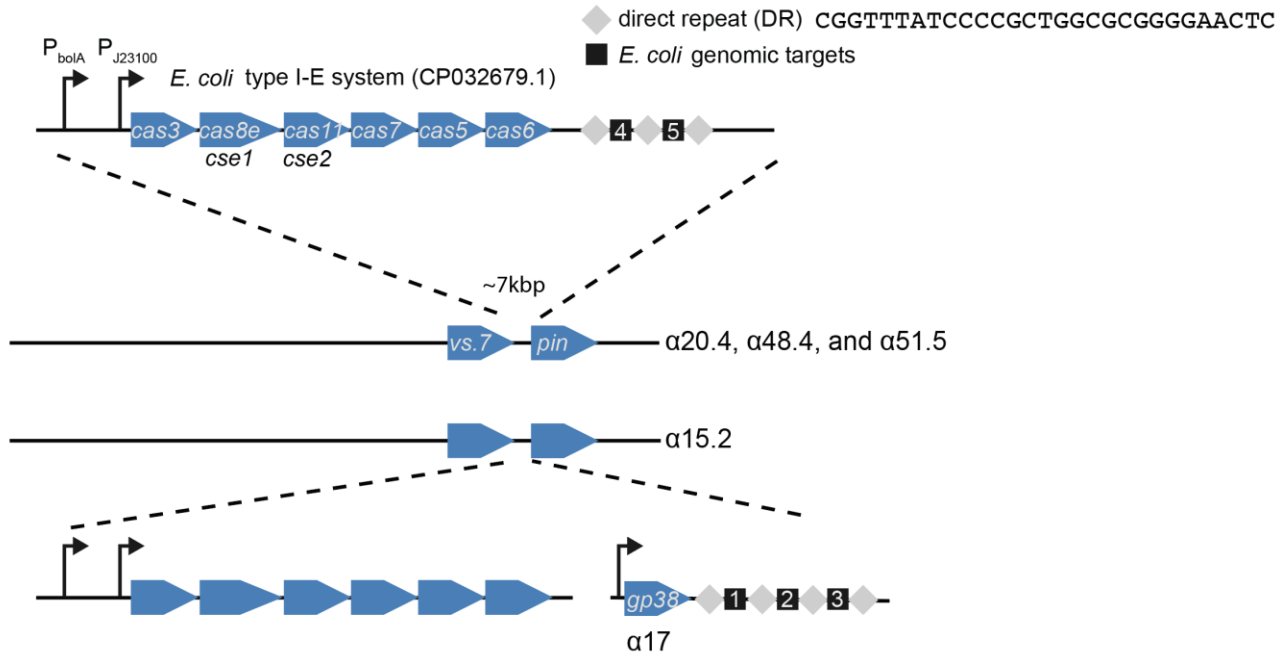 direct repeat (DR) CGGTTTATCCCCGCTGGCGCGGGGAACTC
E. coli genomic targets
PbolA PJ23100
E. coli type I-E system (CP032679.1)
cas3 cas8e cas11 cas7 cas5 cas6 4 5
cse1 cse2
~7kbp
vs.7 pin α20.4, α48.4, and α51.5
α15.2
gp38 1 2 3
α17